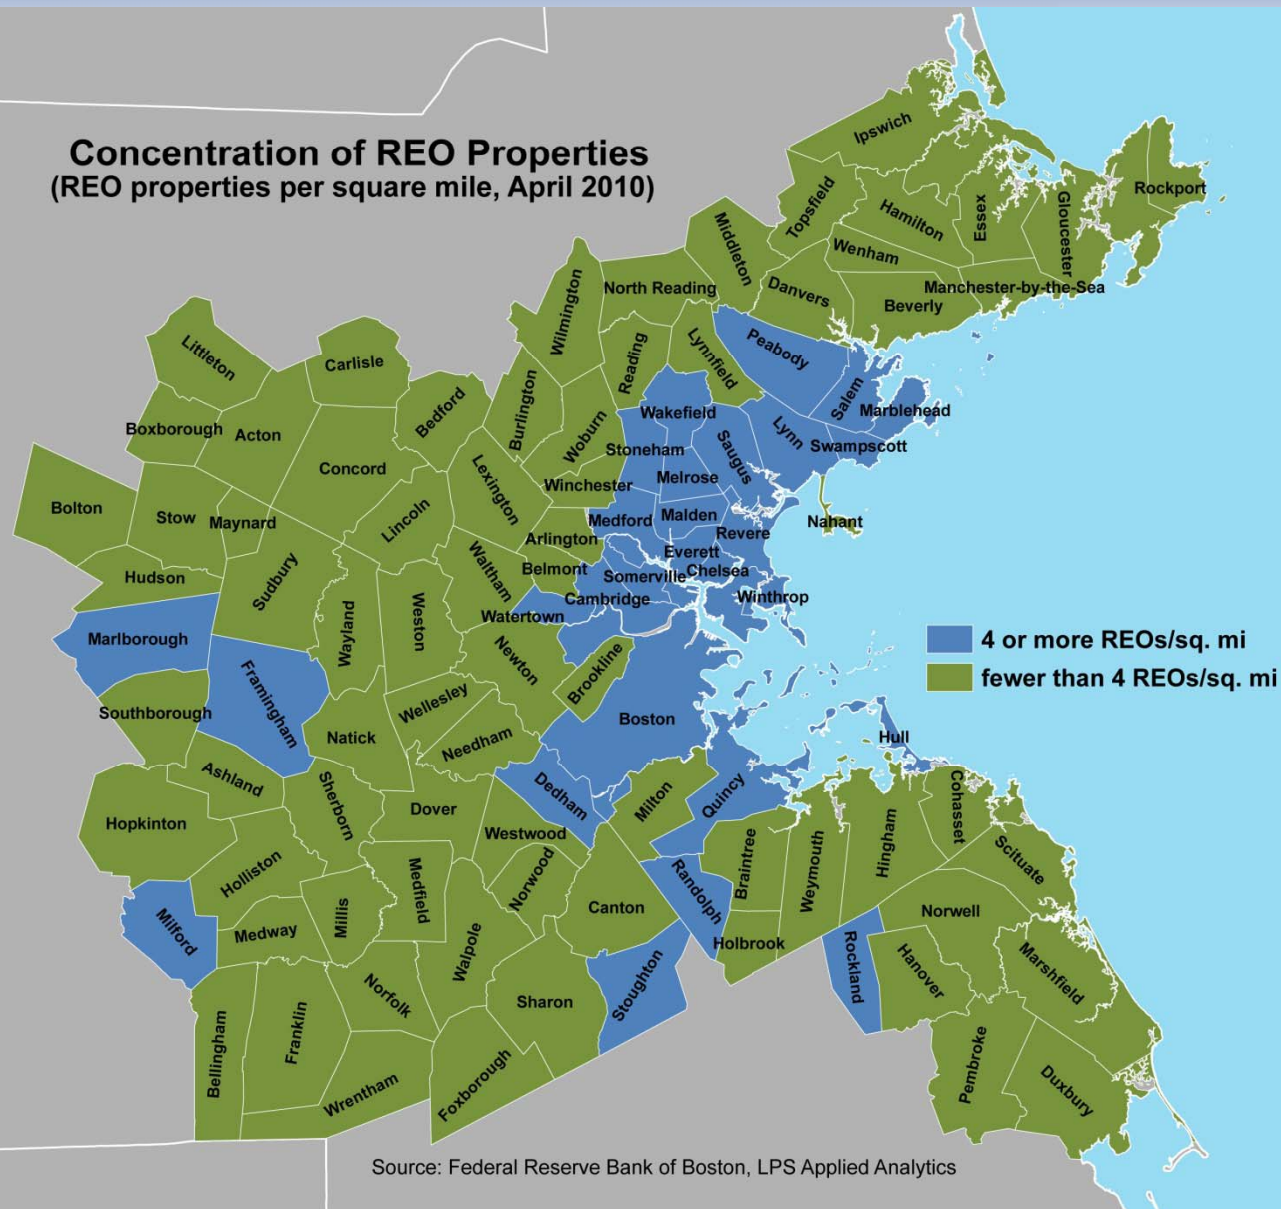 Concentration of REO Properties
(REO properties per square mile, April 2010)
Ipswich
Rockport
Topsfield
Hamilton
Essex
Gloucester
Middleton
Wenham
Wilmington
North Reading
Danvers
Manchester-by-the-Sea
Beverly
Littleton
Carlisle
Reading
Lynnfield
Peabody
Salem
Marblehead
Boxborough
Acton
Bedford
Burlington
Woburn
Wakefield
Lynn
Swampscott
Stoneham
Saugus
Concord
Lexington
Winchester
Melrose
Bolton
Stow
Maynard
Lincoln
Medford
Malden
Nahant
Arlington
Revere
Everett
Hudson
Sudbury
Waltham
Belmont
Somerville
Chelsea
Cambridge
Winthrop
Watertown
Marlborough
Wayland
Weston
Newton
Brookline
4 or more REOs/sq. mi
fewer than 4 REOs/sq. mi
Framingham
Wellesley
Southborough
Natick
Needham
Boston
Hull
Ashland
Sherborn
Dover
Dedham
Milton
Quincy
Cohasset
Hopkinton
Westwood
Holliston
Medfield
Norwood
Braintree
Weymouth
Hingham
Scituate
Randolph
Milford
Medway
Millis
Canton
Norwell
Walpole
Holbrook
Norfolk
Sharon
Stoughton
Rockland
Hanover
Marshfield
Bellingham
Franklin
Wrentham
Foxborough
Pembroke
Duxbury
Source: Federal Reserve Bank of Boston, LPS Applied Analytics